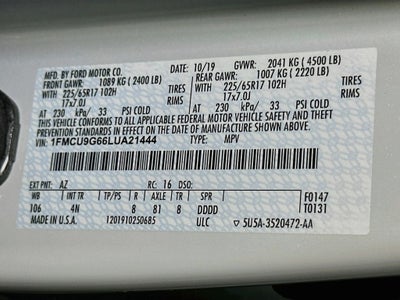 MFD. BY FORD MOTOR CO. 10/19 GVWR: 2041 KG ( 4500 LB)
FRONT GAWR: REAR GAWR:
1089 KG ( 2400 LB) 1007 KG ( 2220 LB)
225/65R17 102H TIRES 225/65R17 102H TIRES
17x7.0J RIMS 17x7.0J RIMS
AT 230 kPa/ 33 PSI COLD AT 230 kPa/ 33 PSI COLD
THIS VEHICLE CONFORMS TO ALL APPLICABLE FEDERAL MOTOR VEHICLE
SAFETY, BUMPER, AND THEFT PREVENTION STANDARDS IN EFFECT ON THE DATE OF
MANUFACTURE SHOWN ABOVE.
VIN: 1FMCU9G66LUA21444 TYPE: MPV
EXT PNT: AZ RC: 16 DSO: F0147
WB INT TR TP/PS R AXLE TR SPR T0131
106 4N 8 8 81 8 DDDD
MADE IN U.S.A. 1201910250685 ULC 5U5A-3520472-AA